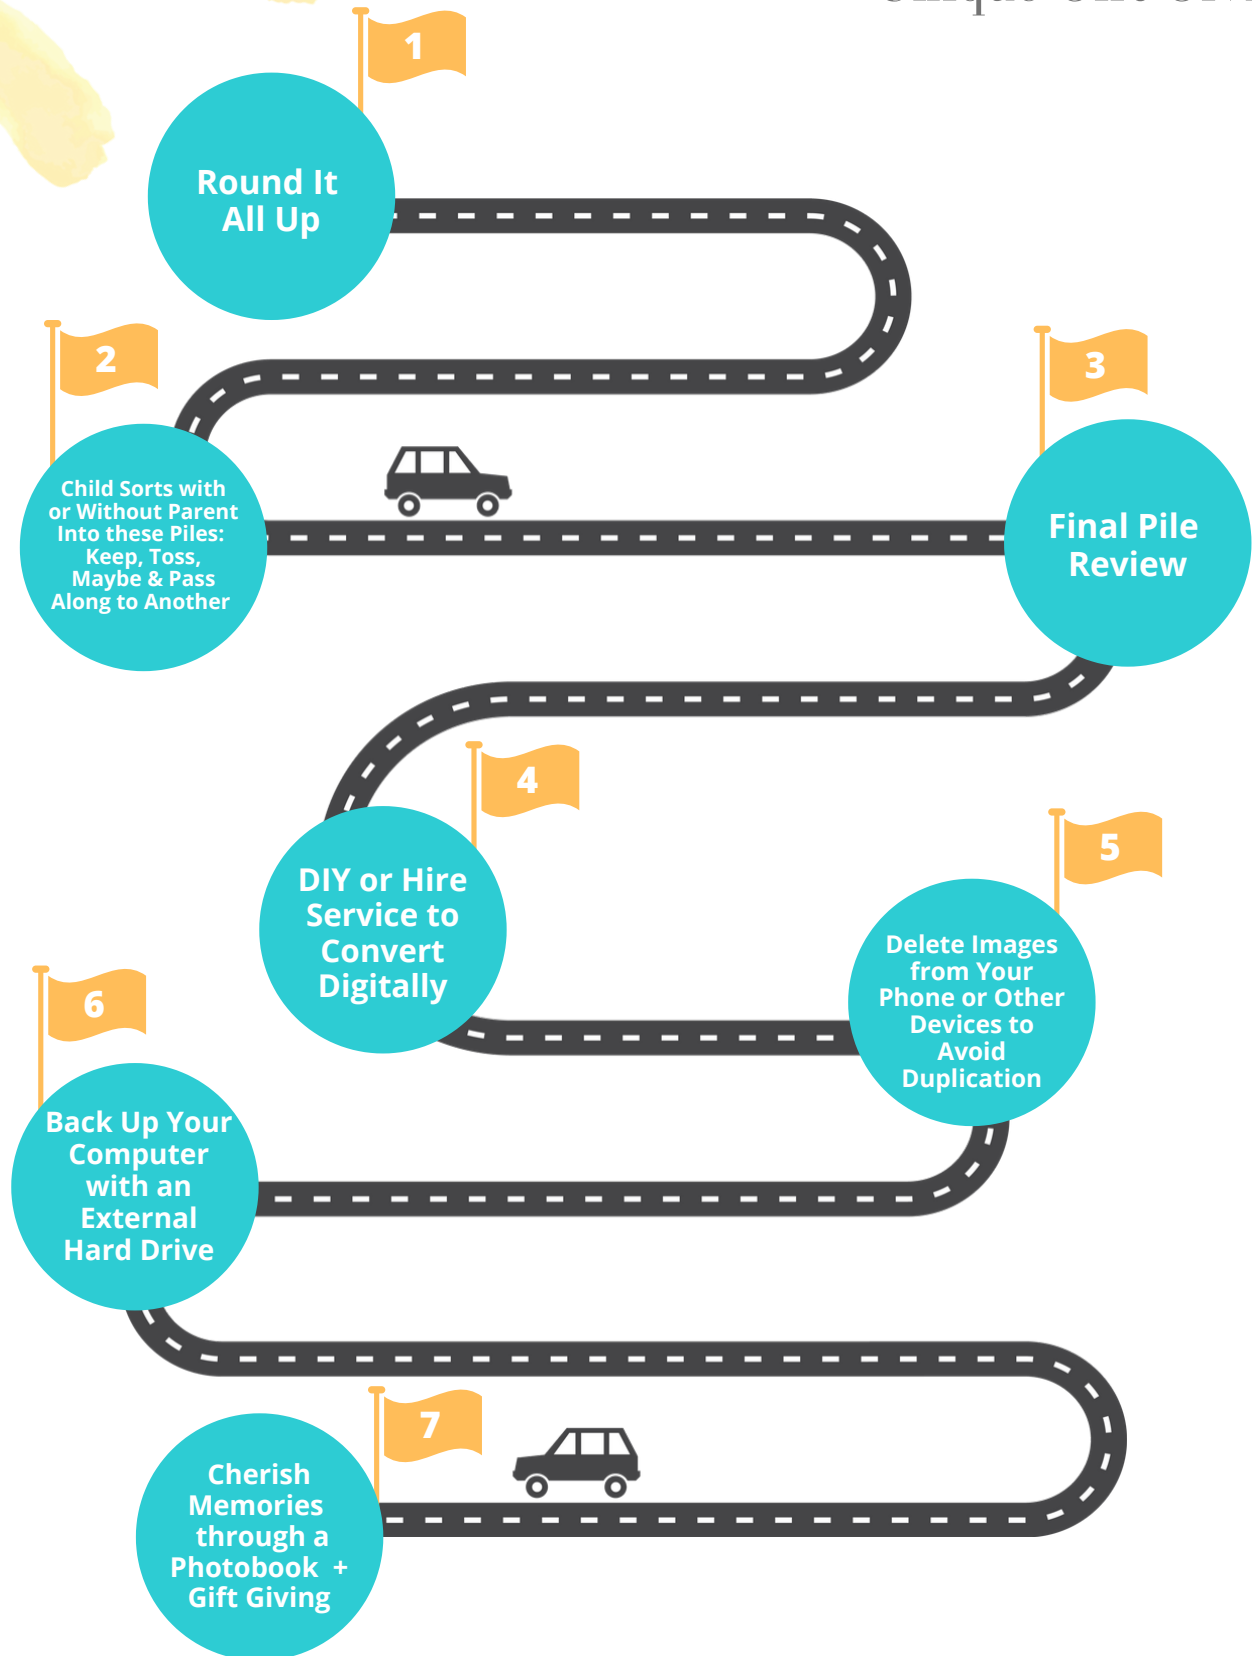 1
Round It
All Up
2
Child Sorts with
or Without Parent
Into these Piles:
Keep, Toss,
Maybe & Pass
Along to Another
3
Final Pile
Review
4
DIY or Hire
Service to
Convert
Digitally
5
Delete Images
from Your
Phone or Other
Devices to
Avoid
Duplication
6
Back Up Your
Computer
with an
External
Hard Drive
7
Cherish
Memories
through a
Photobook +
Gift Giving